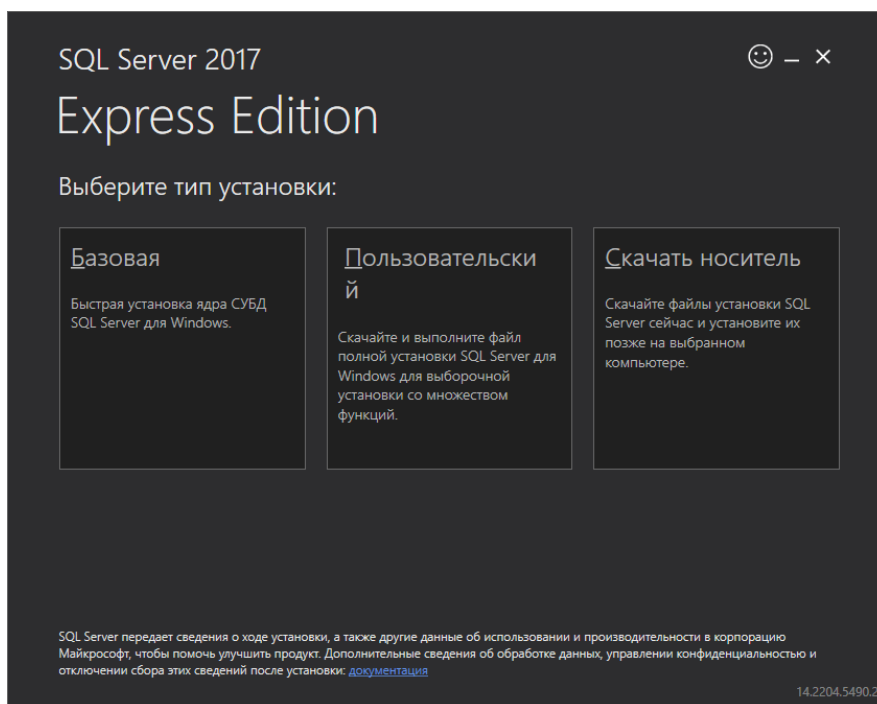 SQL Server 2017
Express Edition
Выберите тип установки:
Базовая
Быстрая установка ядра СУБД
SQL Server для Windows.
Пользовательски
й
Скачайте и выполните файл
полной установки SQL Server для
Windows для выборочной
установки со множеством
функций.
Скачать носитель
Скачайте файлы установки SQL
Server сейчас и установите их
позже на выбранном
компьютере.
SQL Server передает сведения о ходе установки, а также другие данные об использовании и производительности в корпорацию
Майкрософт, чтобы помочь улучшить продукт. Дополнительные сведения об обработке данных, управлении конфиденциальностью и
отключении сбора этих сведений после установки: документация
14.2204.5490.2